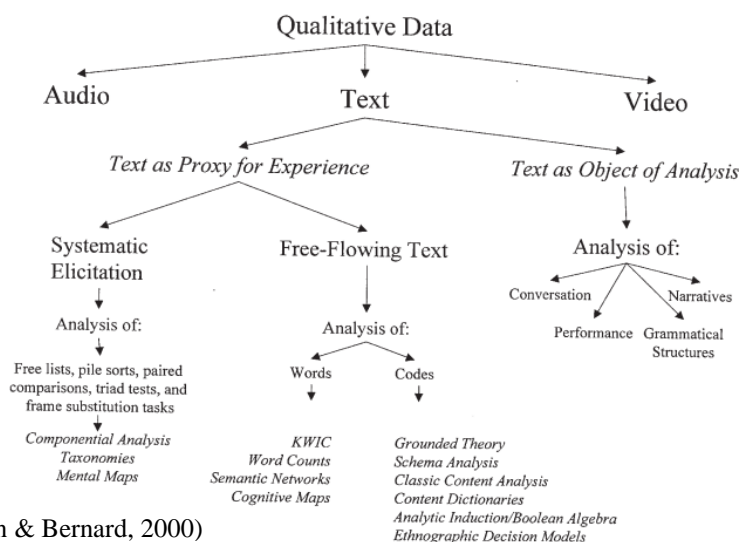 Qualitative Data
Audio
Text
Video
Text as Proxy for Experience
Text as Object of Analysis
Systematic
Elicitation
Free-Flowing Text
Analysis of:
Conversation
Narratives
Performance
Grammatical
Structures
Analysis of:
Free lists, pile sorts, paired
comparisons, triad tests, and
frame substitution tasks
Componential Analysis
Taxonomies
Mental Maps
Analysis of:
Words
Codes
KWIC
Word Counts
Semantic Networks
Cognitive Maps
Grounded Theory
Schema Analysis
Classic Content Analysis
Content Dictionaries
Analytic Induction/Boolean Algebra
Ethnographic Decision Models
& Bernard, 2000)